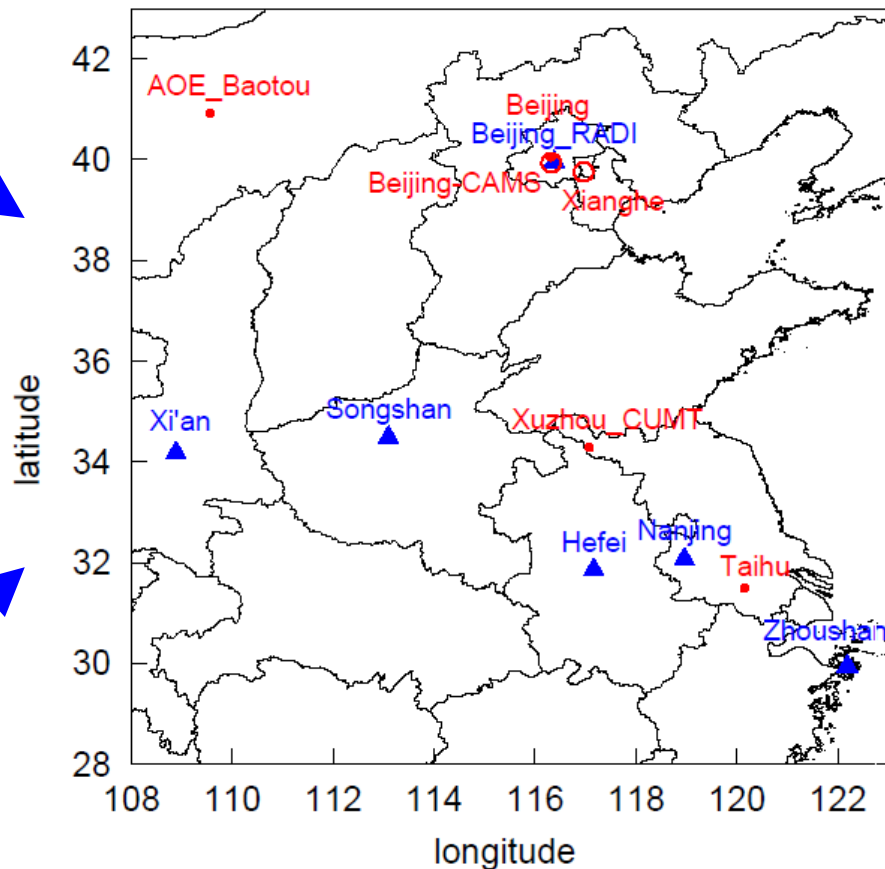 42
AOE_Baotou
Beijing
Beijing_RADI
40
Beijing-CAMS
Xianghe
38
36
latitude
Xi'an
Songshan
Xuzhou_CUMT
34
Hefei
Nanjing
32
Taihu
Zhoushan
30
28
108 110 112 114 116 118 120 122
longitude